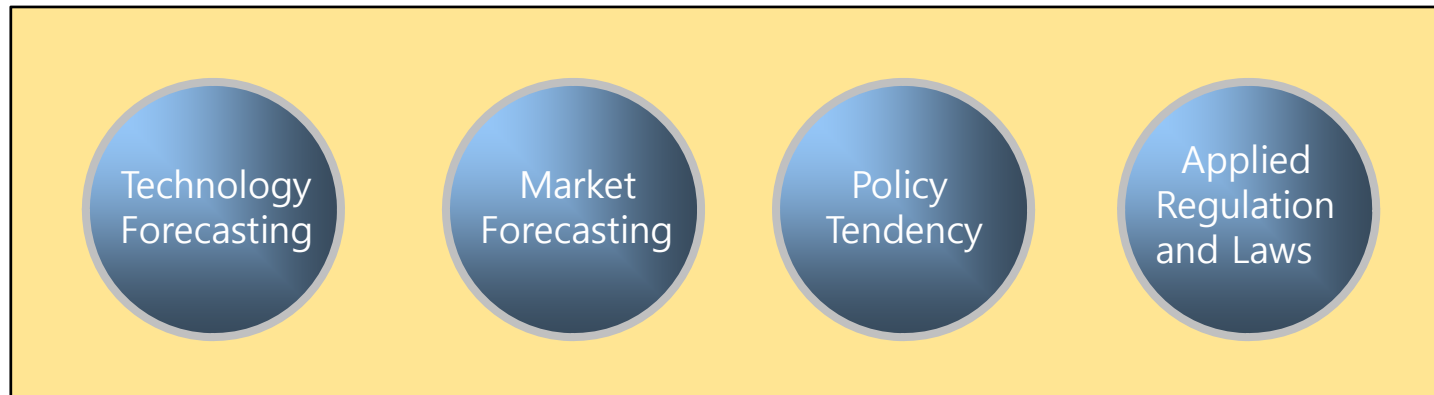 Technology
Forecasting
Market
Forecasting
Policy
Tendency
Applied
Regulation
and Laws